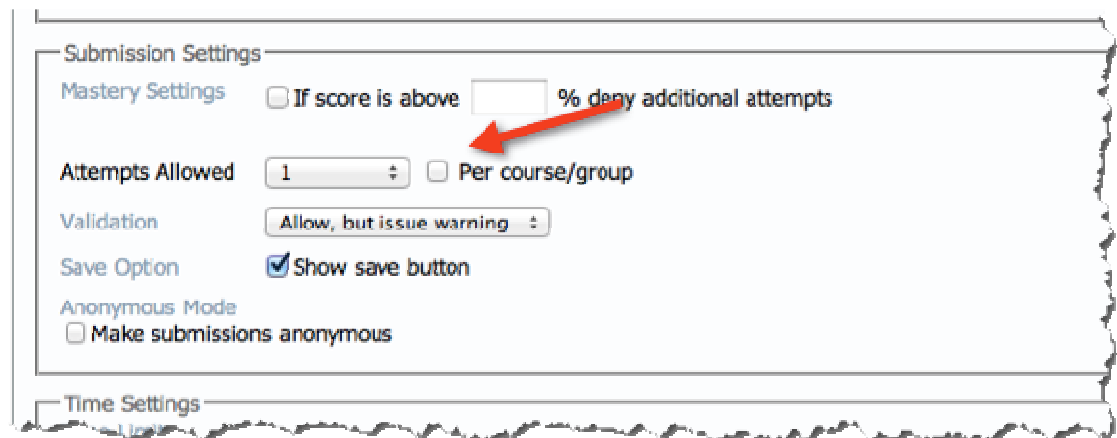 Submission Settings
Mastery Settings If score is above % deny additional attempts
Attempts Allowed 1 Per course/group
Validation Allow, but issue warning
Save Option Show save button
Anonymous Mode
Make submissions anonymous
Time Settings